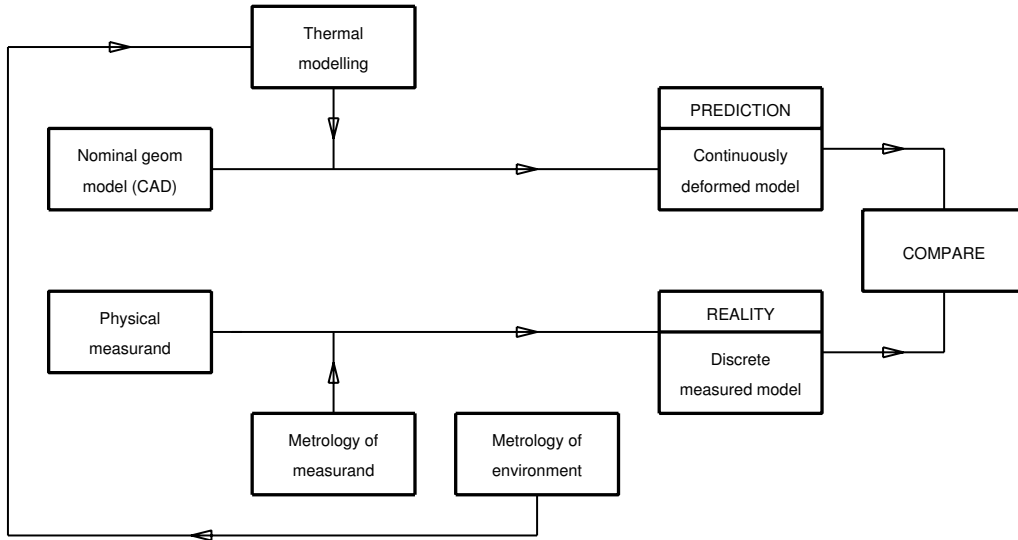 Thermal
modelling
PREDICTION
Nominal geom
model (CAD)
Continuously
deformed model
COMPARE
Physical
measurand
REALITY
Discrete
measured model
Metrology of
measurand
Metrology of
environment